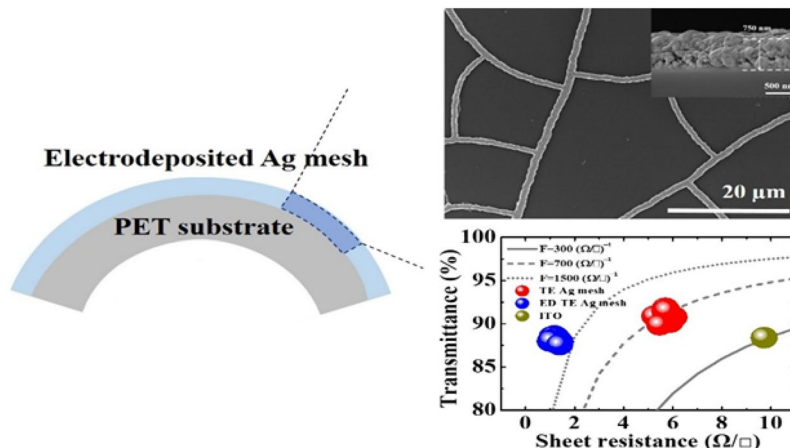 Electrodeposited Ag mesh
PET substrate
750 nm
500 nm
20 μm
Transmittance (%)
100
95
90
85
80
F=300 (Ω/□)⁻¹
F=700 (Ω/□)⁻¹
F=1500 (Ω/□)⁻¹
TE Ag mesh
ED TE Ag mesh
ITO
0 2 4 6 8 10
Sheet resistance (Ω/□)